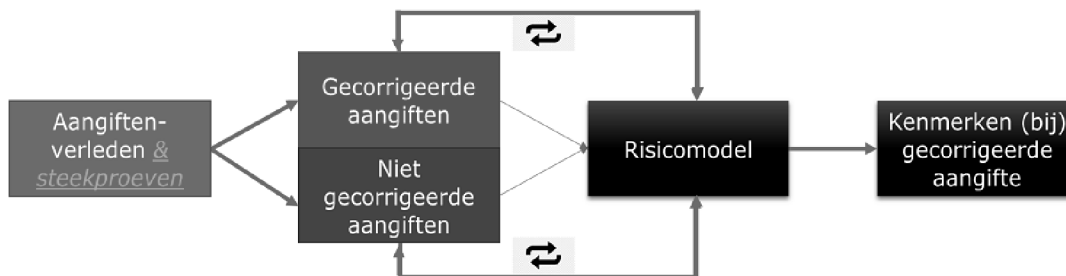 Aangiften-
verleden &
steekproeven
Gecorrigeerde
aangiften
Niet
gecorrigeerde
aangiften
Risicomodel
Kenmerken (bij)
gecorrigeerde
aangifte